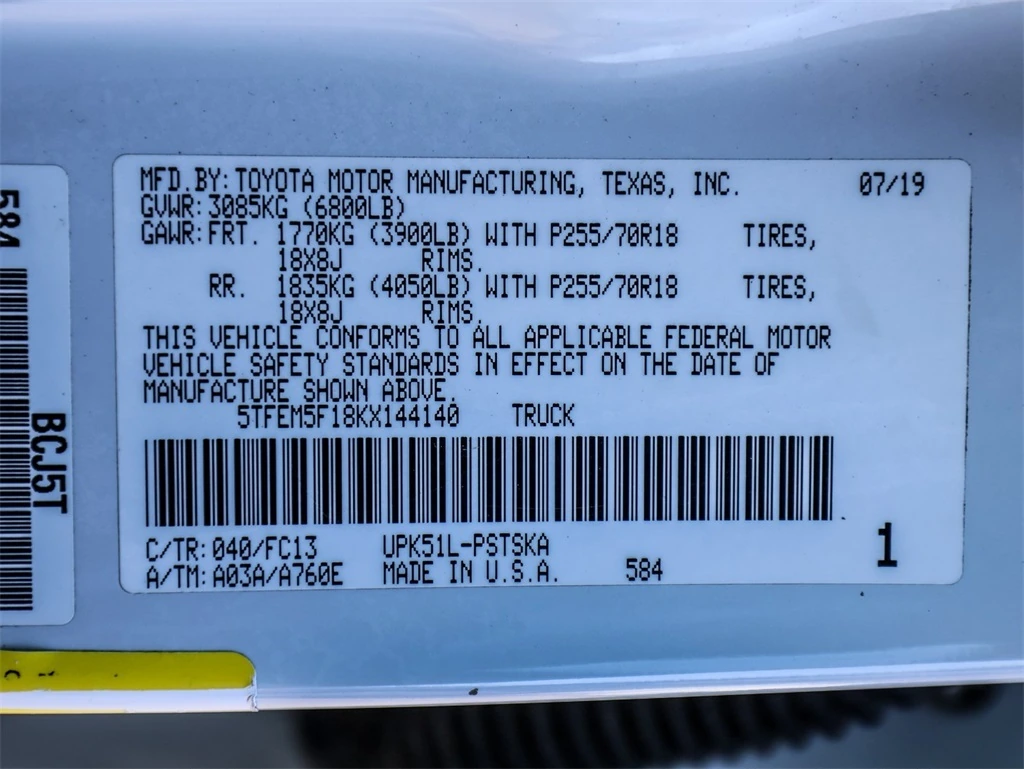 MFD.BY: TOYOTA MOTOR MANUFACTURING, TEXAS, INC. 07/19
GVWR: 3085KG (6800LB)
GAWR: FRT. 1770KG (3900LB) WITH P255/70R18 TIRES,
18X8J RIMS.
RR. 1835KG (4050LB) WITH P255/70R18 TIRES,
18X8J RIMS.
THIS VEHICLE CONFORMS TO ALL APPLICABLE FEDERAL MOTOR
VEHICLE SAFETY STANDARDS IN EFFECT ON THE DATE OF
MANUFACTURE SHOWN ABOVE.
5TFEM5F18KX144140 TRUCK
C/TR: 040/FC13 UPK51L-PSTSKA
A/TM: A03A/A760E MADE IN U.S.A. 584
1
584
BCJ5T